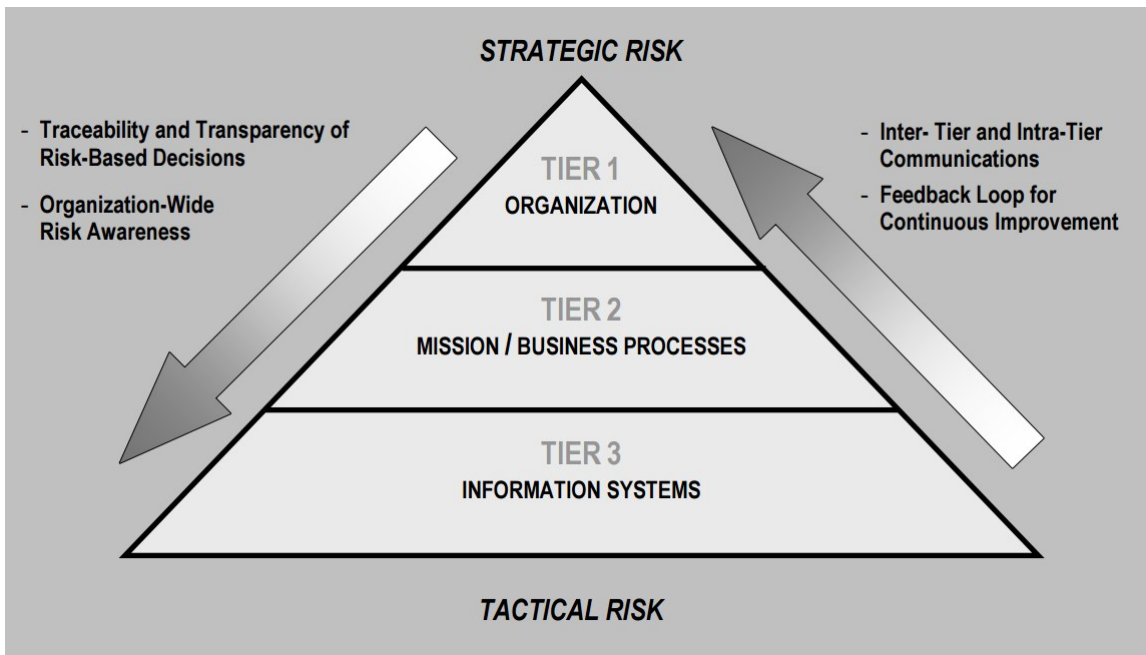 STRATEGIC RISK
- Traceability and Transparency of
Risk-Based Decisions
- Organization-Wide
Risk Awareness
- Inter- Tier and Intra-Tier
Communications
- Feedback Loop for
Continuous Improvement
TIER 1
ORGANIZATION
TIER 2
MISSION / BUSINESS PROCESSES
TIER 3
INFORMATION SYSTEMS
TACTICAL RISK